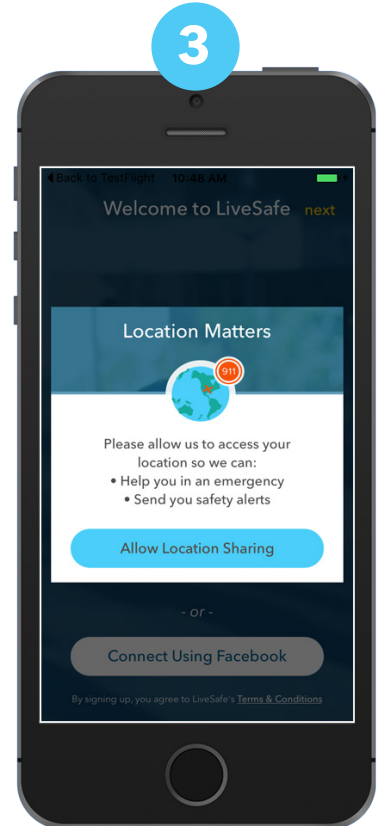 3
Back to TestFlight 10:48 AM
Welcome to LiveSafe next
Location Matters
911
Please allow us to access your
location so we can:
• Help you in an emergency
• Send you safety alerts
Allow Location Sharing
- or -
Connect Using Facebook
By signing up, you agree to LiveSafe's Terms & Conditions